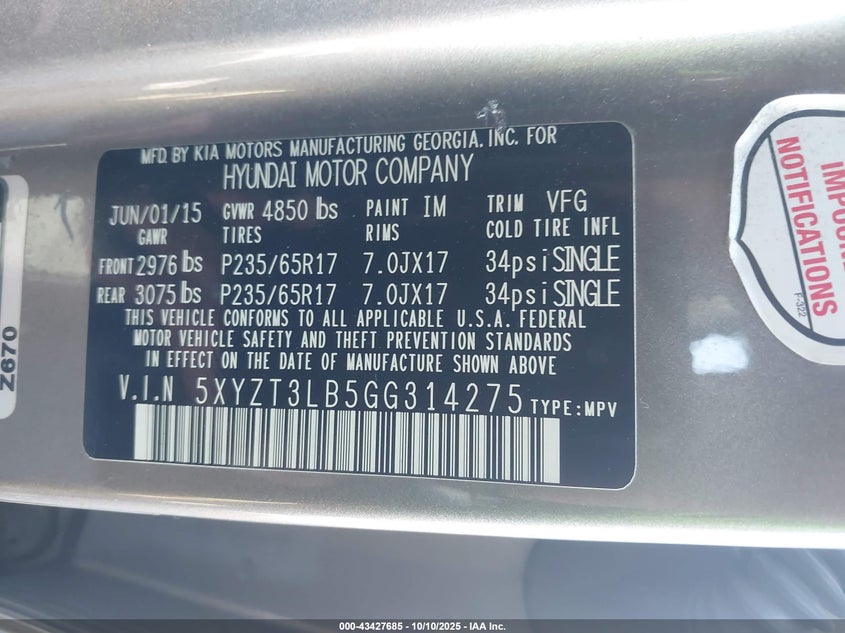 MFD. BY KIA MOTORS MANUFACTURING GEORGIA. INC. FOR
HYUNDAI MOTOR COMPANY
JUN/01/15 GVWR 4850 lbs PAINT IM TRIM VFG
GAWR TIRES RIMS COLD TIRE INFL
FRONT 2976 lbs P235/65R17 7.0JX17 34psi SINGLE
REAR 3075 lbs P235/65R17 7.0JX17 34psi SINGLE
THIS VEHICLE CONFORMS TO ALL APPLICABLE U.S.A. FEDERAL
MOTOR VEHICLE SAFETY AND THEFT PREVENTION STANDARDS
IN EFFECT ON THE DATE OF MANUFACTURE SHOWN ABOVE
V.I.N 5XYZT3LB5GG314275 TYPE:MPV
Z670
NOTIFICATIONS
F-322
000-43427685 - 10/10/2025 - IAA Inc.